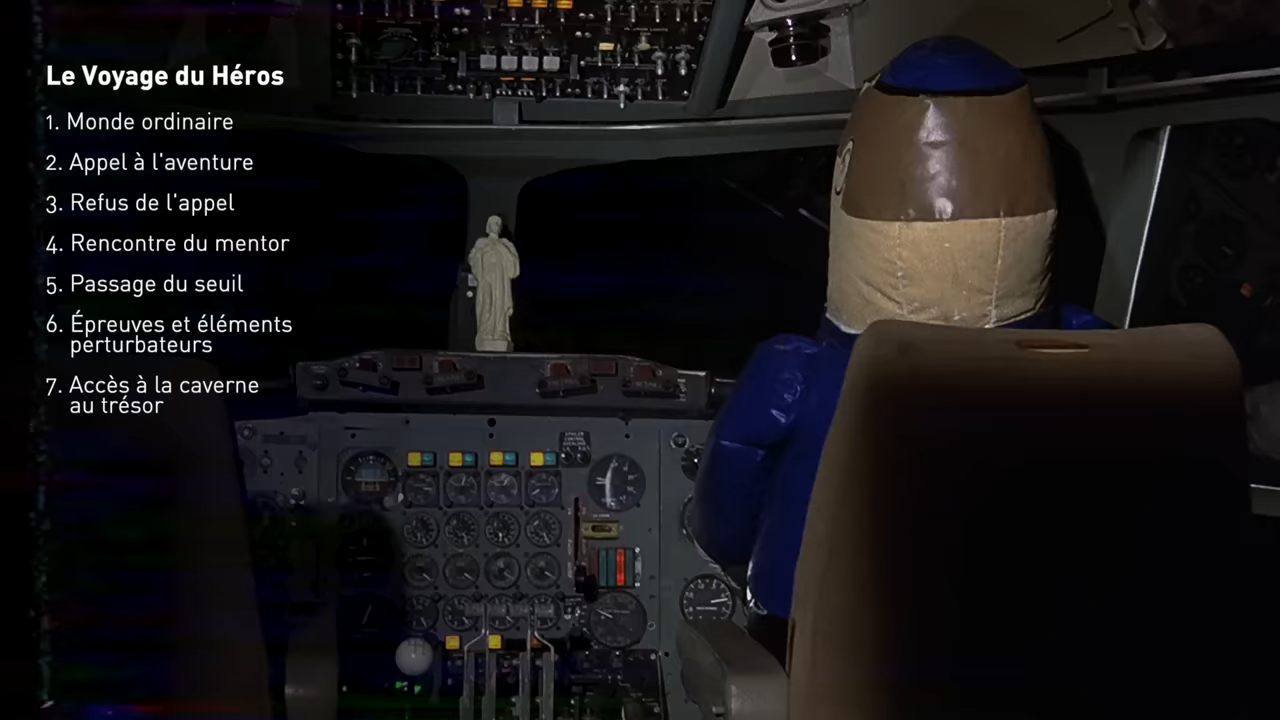 Le Voyage du Héros
1. Monde ordinaire
2. Appel à l'aventure
3. Refus de l'appel
4. Rencontre du mentor
5. Passage du seuil
6. Épreuves et éléments
perturbateurs
7. Accès à la caverne
au trésor